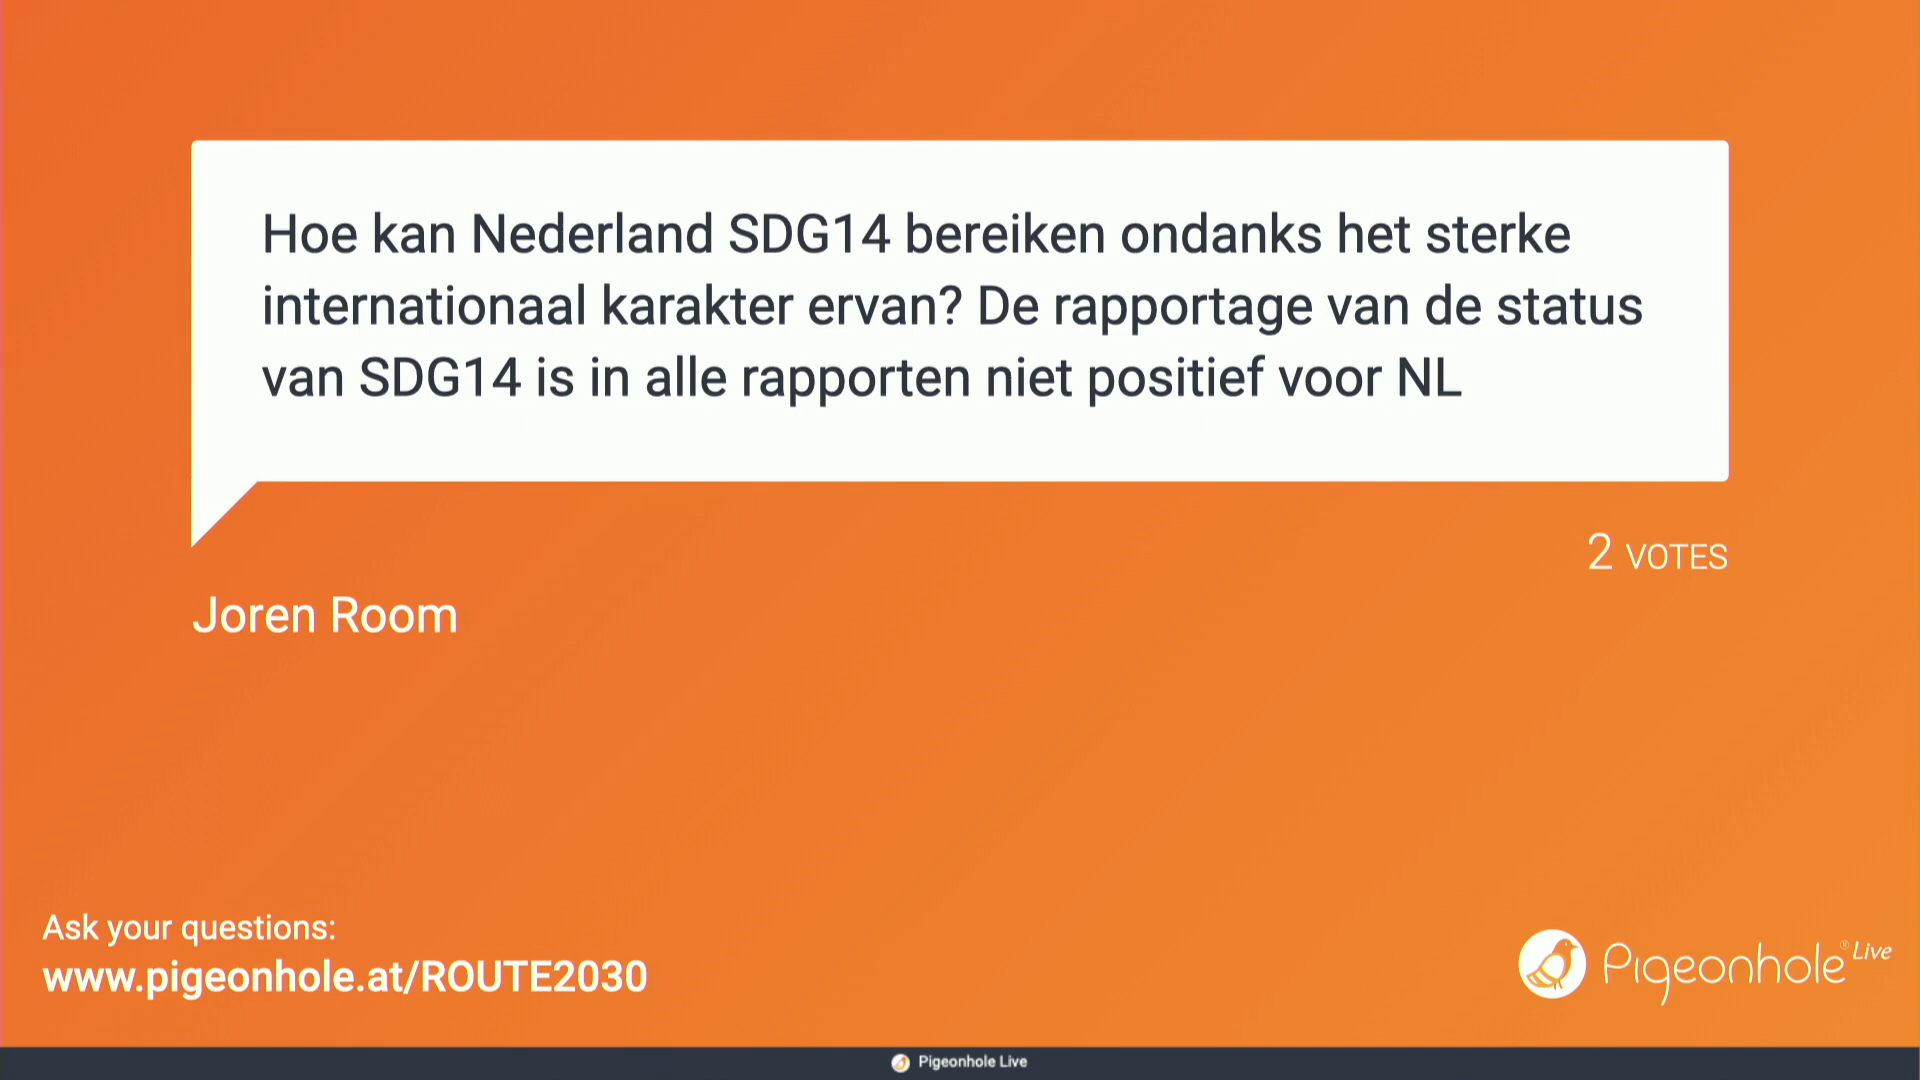 Hoe kan Nederland SDG14 bereiken ondanks het sterke
internationaal karakter ervan? De rapportage van de status
van SDG14 is in alle rapporten niet positief voor NL
2 VOTES
Joren Room
Ask your questions:
www.pigeonhole.at/ROUTE2030
Pigeonhole® Live
Pigeonhole Live